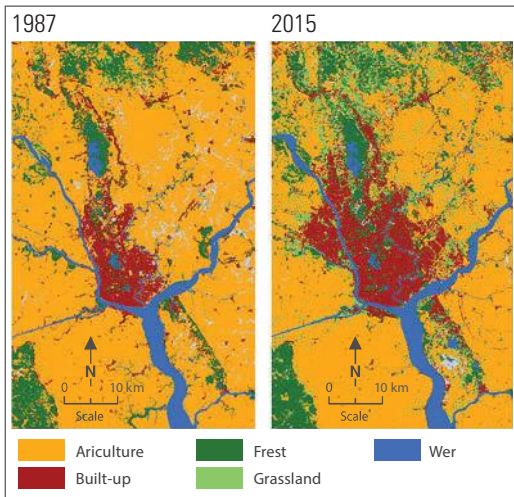 1987
2015
N
0 10 km
Scale
N
0 10 km
Scale
Ariculture
Frest
Wer
Built-up
Grassland